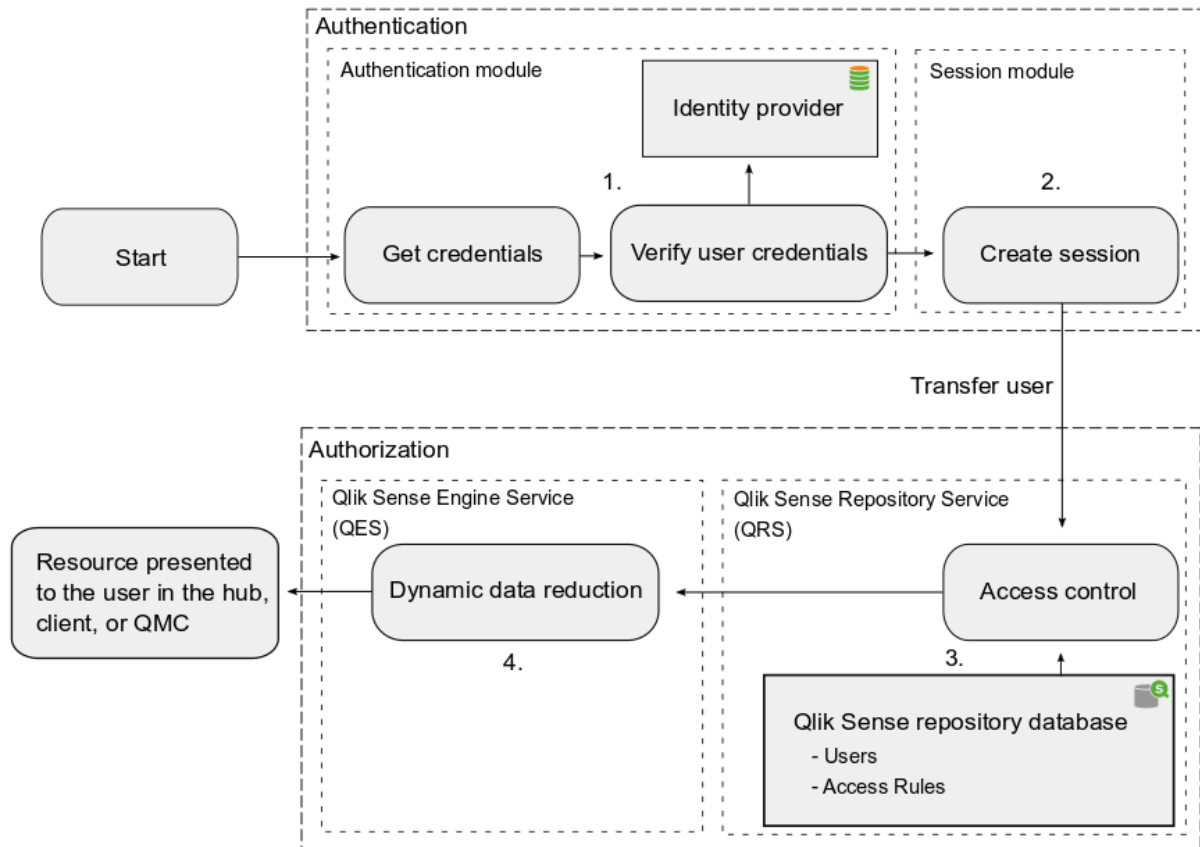 Authentication
Authentication module
Session module
Identity provider
1.
2.
Start
Get credentials
Verify user credentials
Create session
Transfer user
Authorization
Qlik Sense Engine Service
(QES)
Qlik Sense Repository Service
(QRS)
Resource presented
to the user in the hub,
client, or QMC
Dynamic data reduction
Access control
4.
3.
S
Qlik Sense repository database
- Users
- Access Rules